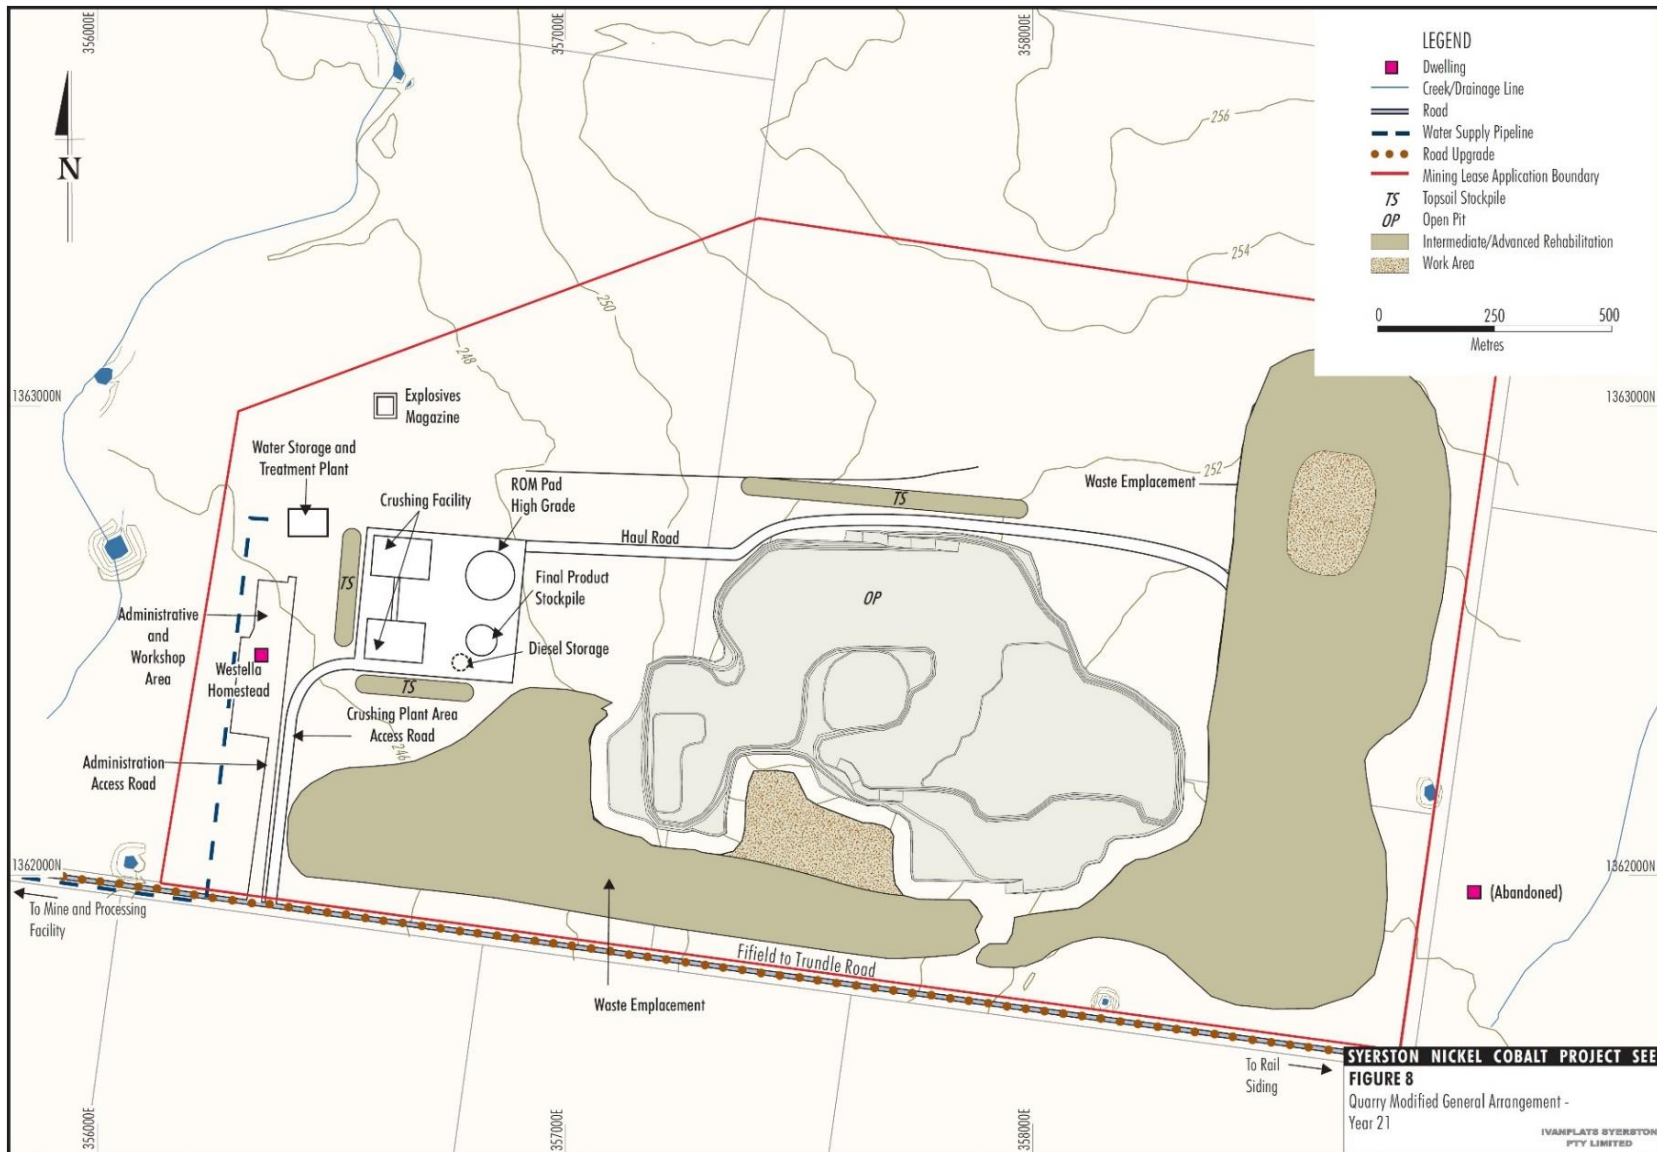 356000E
357000E
358000E
LEGEND
Dwelling
Creek/Drainage Line
Road
Water Supply Pipeline
Road Upgrade
Mining Lease Application Boundary
TS Topsoil Stockpile
OP Open Pit
Intermediate/Advanced Rehabilitation
Work Area
0 250 500
Metres
N
256
254
250
248
252
246
1363000N
1363000N
Explosives
Magazine
Water Storage and
Treatment Plant
Crushing Facility
ROM Pad
High Grade
Waste Emplacement
TS
Haul Road
TS
Final Product
Stockpile
OP
Administrative
and
Workshop
Area
Westella
Homestead
Diesel Storage
TS
Crushing Plant Area
Access Road
Administration
Access Road
1362000N
1362000N
To Mine and Processing
Facility
(Abandoned)
Fifield to Trundle Road
Waste Emplacement
To Rail
Siding
356000E
357000E
358000E
SYERSTON NICKEL COBALT PROJECT SEE
FIGURE 8
Quarry Modified General Arrangement -
Year 21
IVANPLATS SYERSTON
PTY LIMITED